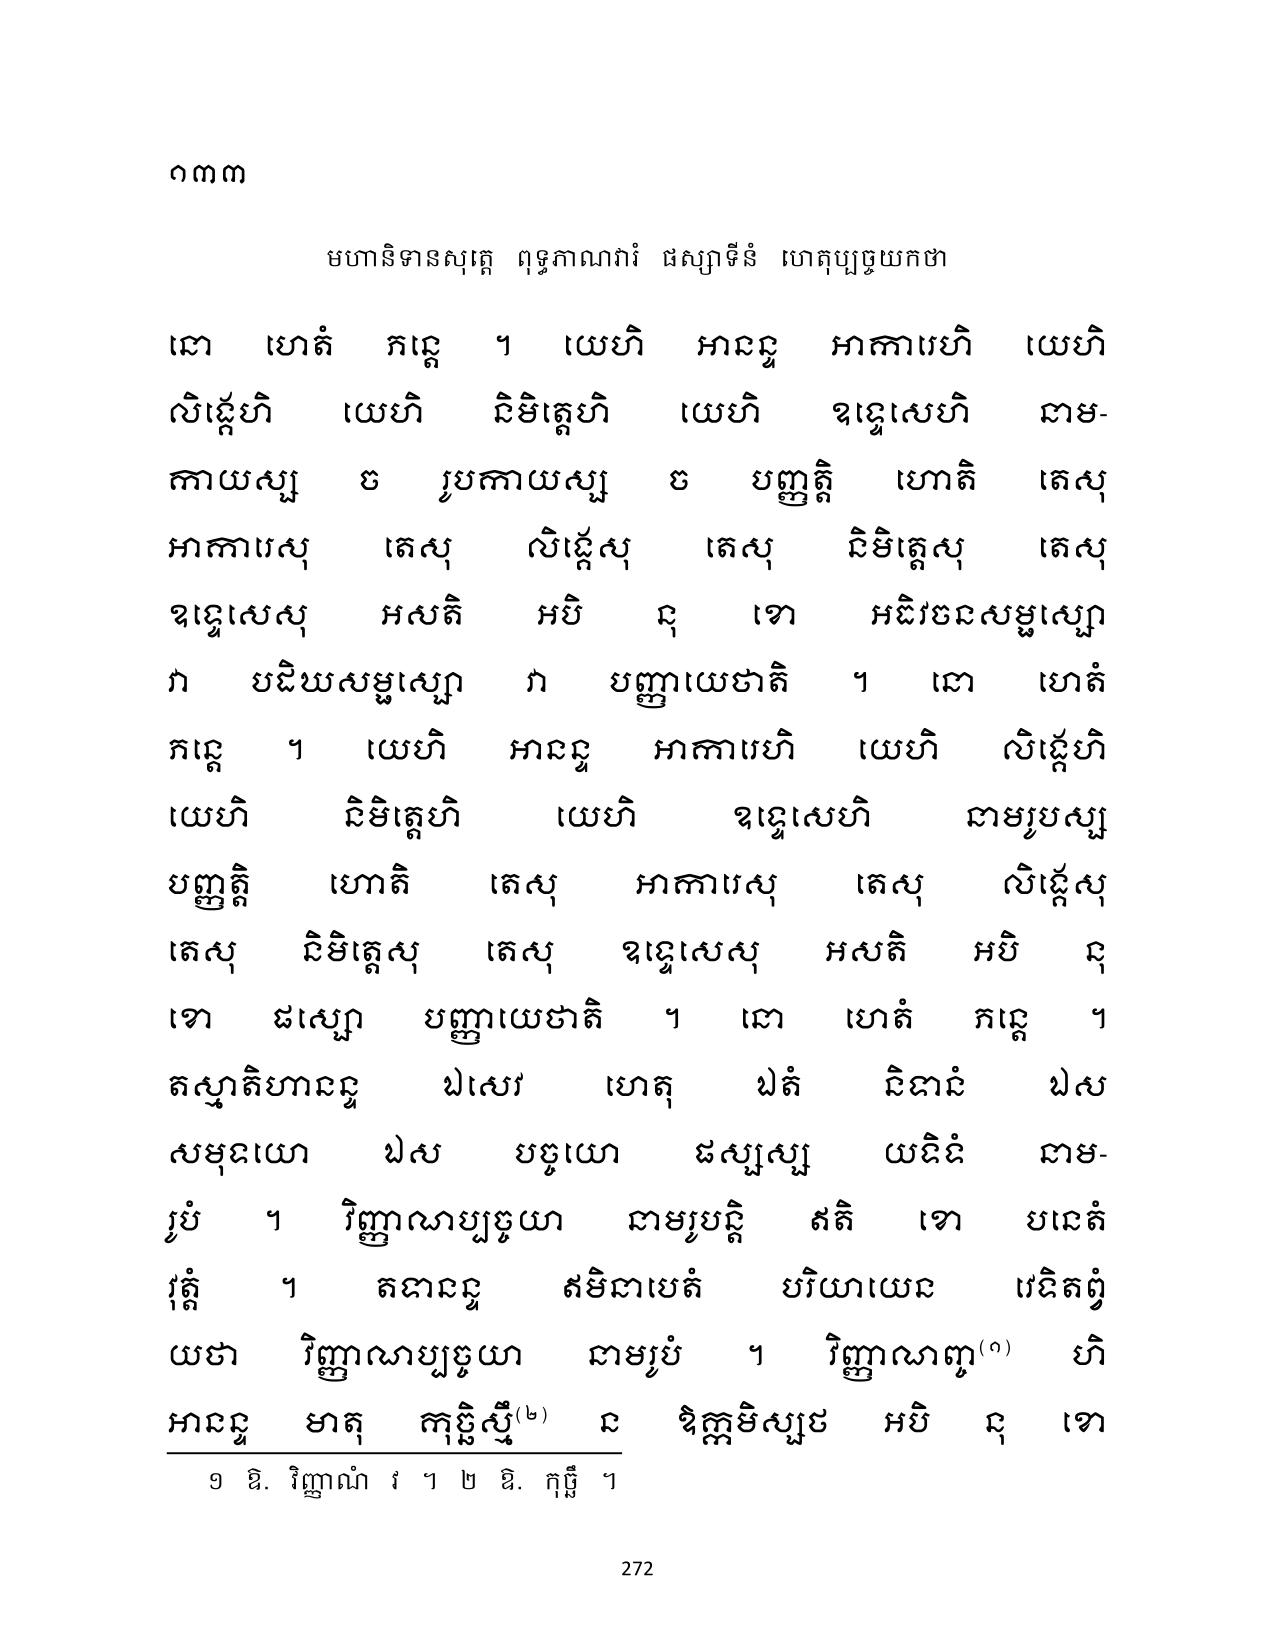 ១៣៣
មហានិទានសុត្តេ ពុទ្ធភាណវារំ ផស្សាទីនំ ហេតុប្បច្ចយកថា
នោ ហេតំ ភន្តេ ។ យេហិ អានន្ទ អាការេហិ យេហិ
លិង្គេហិ យេហិ និមិត្តេហិ យេហិ ឧទ្ទេសេហិ នាម-
កាយស្ស ច រូបកាយស្ស ច បញ្ញត្តិ ហោតិ តេសុ
អាការេសុ តេសុ លិង្គេសុ តេសុ និមិត្តេសុ តេសុ
ឧទ្ទេសេសុ អសតិ អបិ នុ ខោ អធិវចនសម្ផស្សោ
វា បដិឃសម្ផស្សោ វា បញ្ញាយេថាតិ ។ នោ ហេតំ
ភន្តេ ។ យេហិ អានន្ទ អាការេហិ យេហិ លិង្គេហិ
យេហិ និមិត្តេហិ យេហិ ឧទ្ទេសេហិ នាមរូបស្ស
បញ្ញត្តិ ហោតិ តេសុ អាការេសុ តេសុ លិង្គេសុ
តេសុ និមិត្តេសុ តេសុ ឧទ្ទេសេសុ អសតិ អបិ នុ
ខោ ផស្សោ បញ្ញាយេថាតិ ។ នោ ហេតំ ភន្តេ ។
តស្មាតិហានន្ទ ឯសេវ ហេតុ ឯតំ និទានំ ឯស
សមុទយោ ឯស បច្ចយោ ផស្សស្ស យទិទំ នាម-
រូបំ ។ វិញ្ញាណប្បច្ចយា នាមរូបន្តិ ឥតិ ខោ បនេតំ
វុត្តំ ។ តទានន្ទ ឥមិនាបេតំ បរិយាយេន វេទិតព្វំ
យថា វិញ្ញាណប្បច្ចយា នាមរូបំ ។ វិញ្ញាណញ្ច(១) ហិ
អានន្ទ មាតុ កុច្ឆិស្មឹ(២) ន ឱក្កមិស្សថ អបិ នុ ខោ
១ ឱ. វិញ្ញាណំ វ ។ ២ ឱ. កុច្ឆឹ ។
272